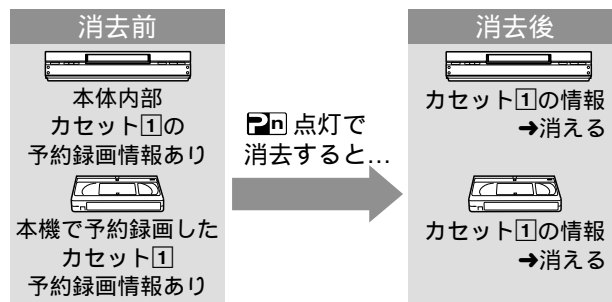 消去前
本体内部
カセット1の
予約録画情報あり
本機で予約録画した
カセット1
予約録画情報あり
Pn 点灯で
消去すると…
消去後
カセット1の情報
➜消える
カセット1の情報
➜消える